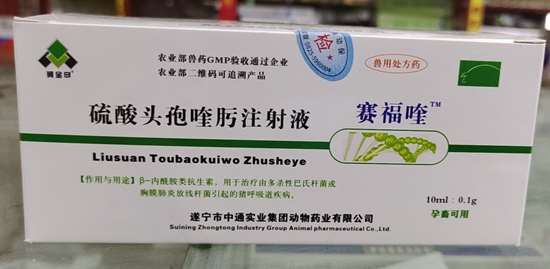 农业部兽药GMP验收通过企业
农业部二维码可追溯产品
兽用处方药
硫酸头孢喹肟注射液
赛福喹™
Liusuan Toubaokuiwo Zhusheye
【作用与用途】β-内酰胺类抗生素，用于治疗由多杀性巴氏杆菌或
胸膜肺炎放线杆菌引起的猪呼吸道疾病。
10ml：0.1g
孕畜可用
遂宁市中通实业集团动物药业有限公司
Suining Zhongtong Industry Group Animal pharmaceutical Co.,Ltd.